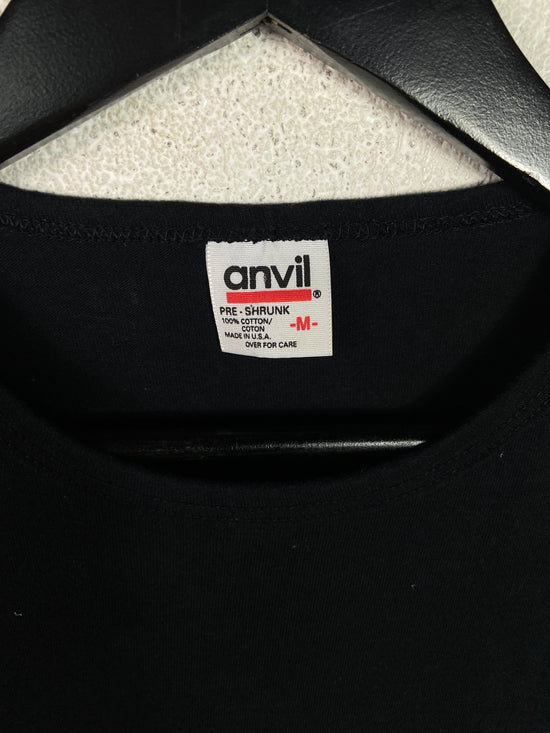 anvil
®
PRE - SHRUNK
100% COTTON/
COTON
-M-
MADE IN U.S.A.
OVER FOR CARE